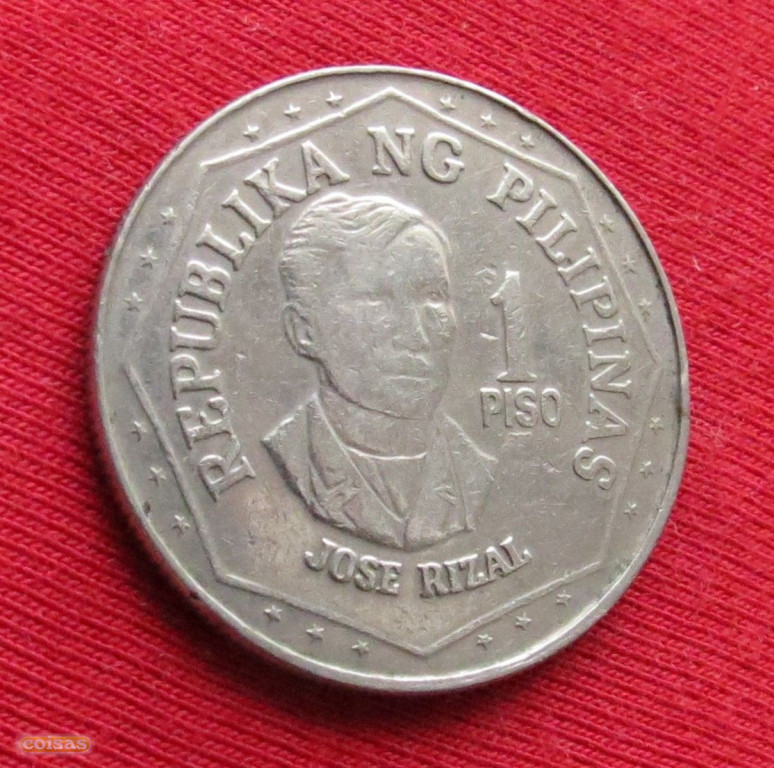 REPUBLIKA NG PILIPINAS
1
PISO
JOSE RIZAL
coisas